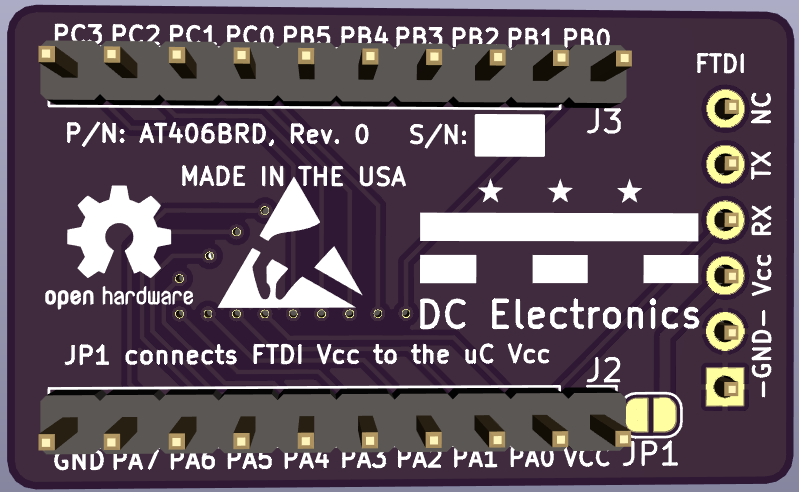 PC3 PC2 PC1 PC0 PB5 PB4 PB3 PB2 PB1 PB0
FTDI
J3
P/N: AT406BRD, Rev. 0 S/N:
MADE IN THE USA
open hardware
DC Electronics
JP1 connects FTDI Vcc to the uC Vcc
NC
TX
RX
Vcc
-GND-
J2
JP1
GND PA7 PA6 PA5 PA4 PA3 PA2 PA1 PA0 VCC